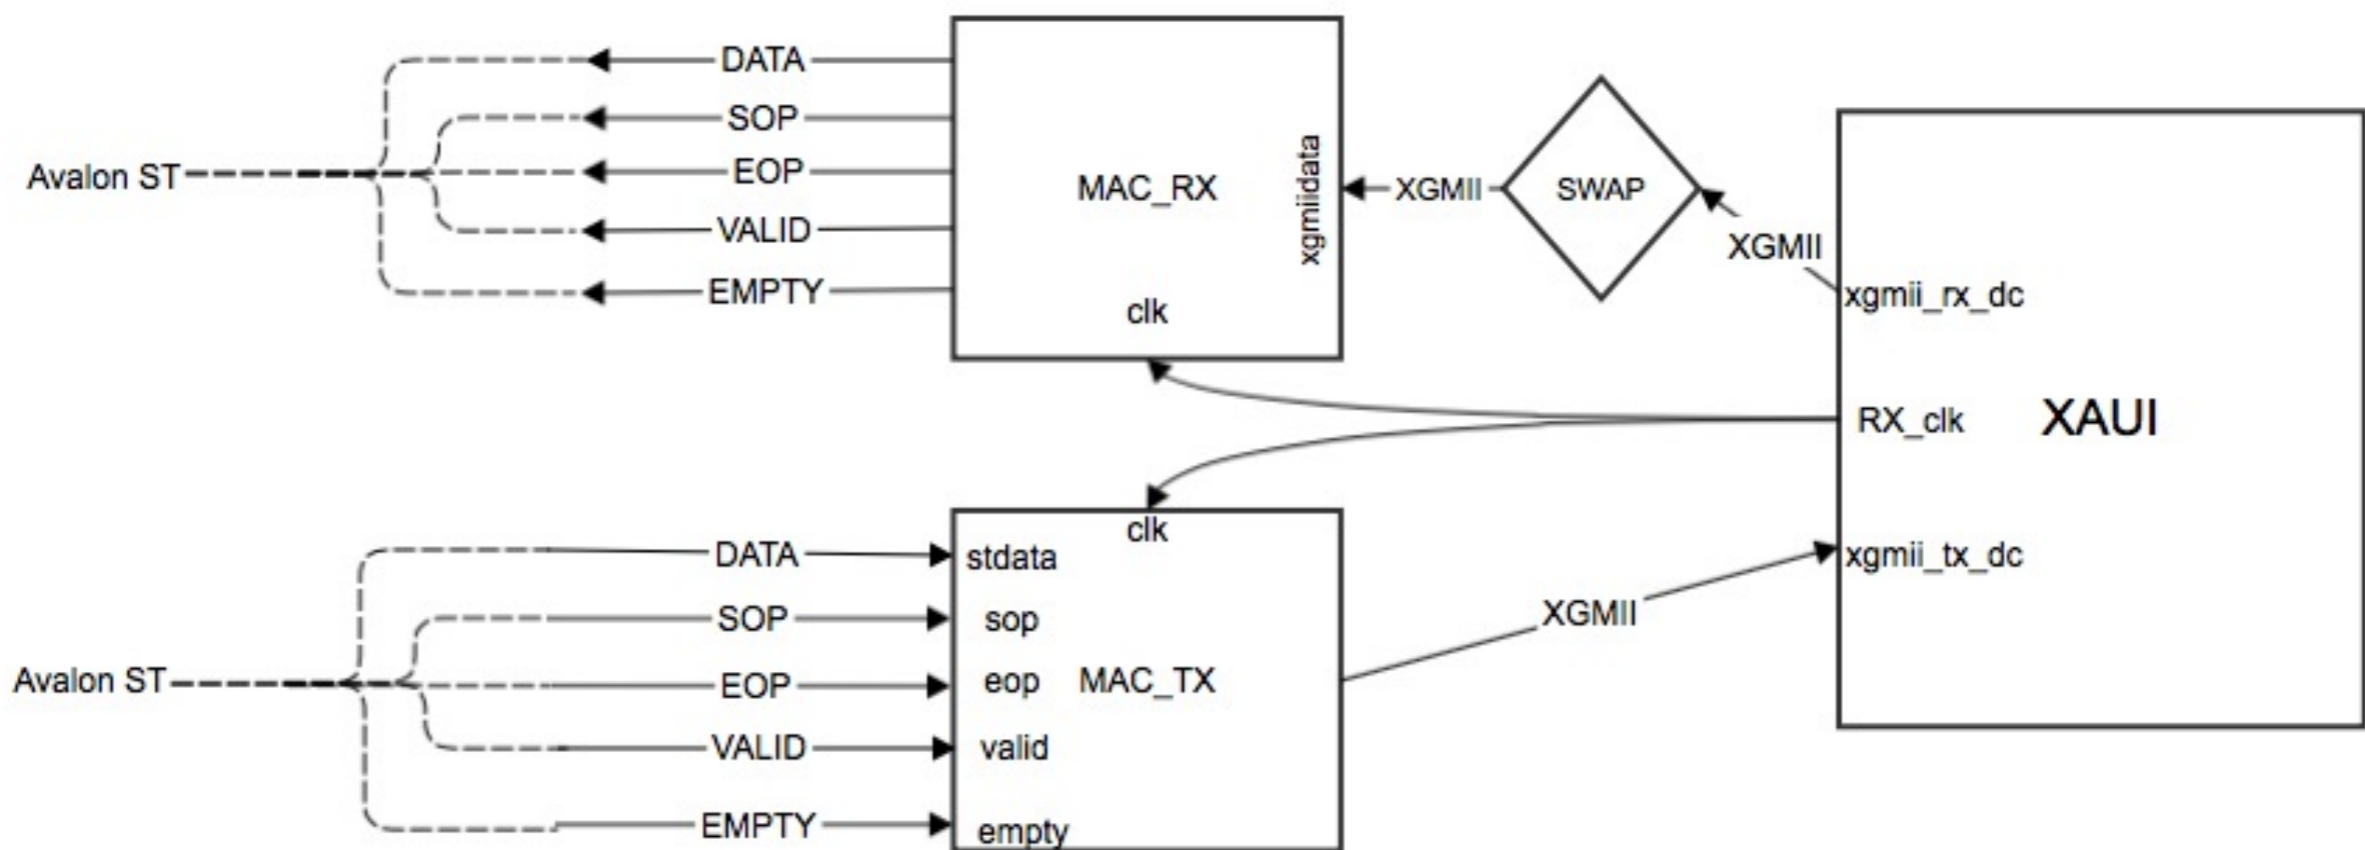 DATA
SOP
Avalon ST
EOP
VALID
EMPTY
MAC_RX
xgmiidata
clk
XGMII
SWAP
XGMII
xgmii_rx_dc
RX_clk
XAUI
xgmii_tx_dc
XGMII
clk
MAC_TX
stdata
sop
eop
valid
empty
DATA
SOP
Avalon ST
EOP
VALID
EMPTY